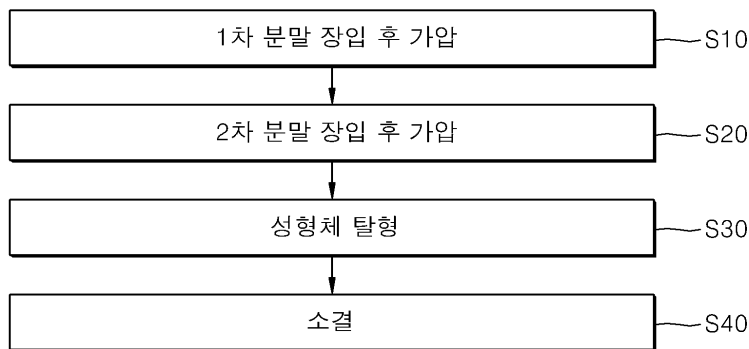 1차 분말 장입 후 가압 S10
2차 분말 장입 후 가압 S20
성형체 탈형 S30
소결 S40